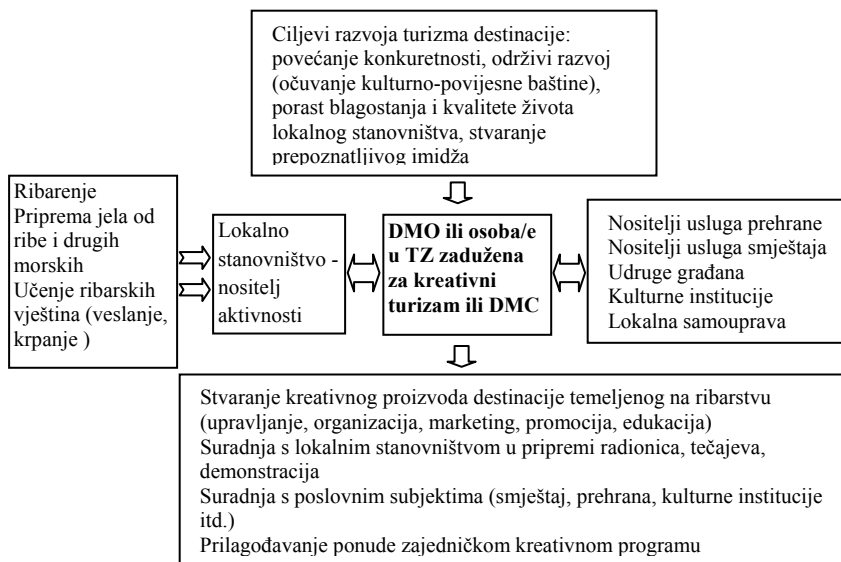 Ciljevi razvoja turizma destinacije:
povećanje konkuretnosti, održivi razvoj
(očuvanje kulturno-povijesne baštine),
porast blagostanja i kvalitete života
lokalnog stanovništva, stvaranje
prepoznatljivog imidža
Ribarenje
Priprema jela od
ribe i drugih
morskih
Učenje ribarskih
vještina (veslanje,
krpanje )
Lokalno
stanovništvo -
nositelj
aktivnosti
DMO ili osoba/e
u TZ zadužena
za kreativni
turizam ili DMC
Nositelji usluga prehrane
Nositelji usluga smještaja
Udruge građana
Kulturne institucije
Lokalna samouprava
Stvaranje kreativnog proizvoda destinacije temeljenog na ribarstvu
(upravljanje, organizacija, marketing, promocija, edukacija)
Suradnja s lokalnim stanovništvom u pripremi radionica, tečajeva,
demonstracija
Suradnja s poslovnim subjektima (smještaj, prehrana, kulturne institucije
itd.)
Prilagođavanje ponude zajedničkom kreativnom programu